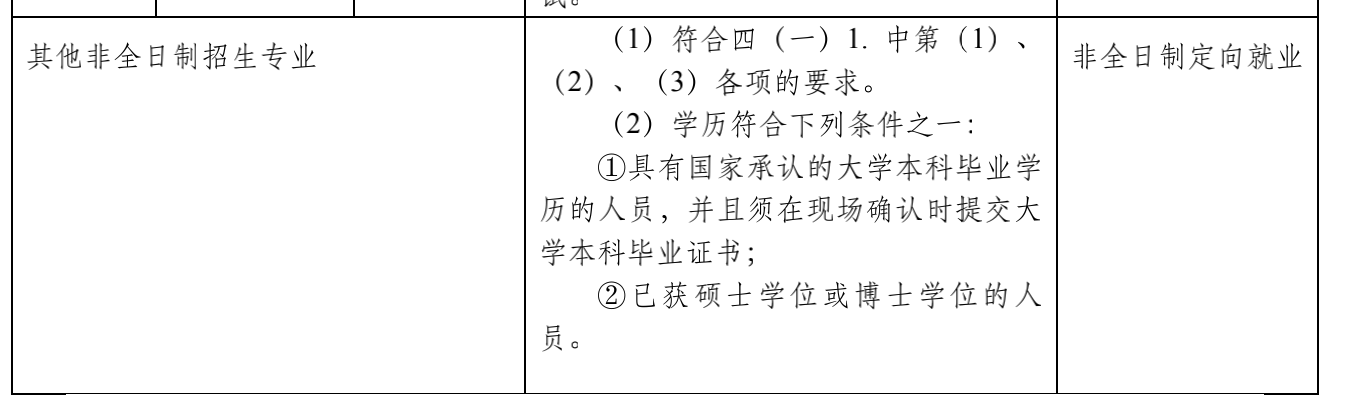 试。
其他非全日制招生专业
（1）符合四（一）1. 中第（1）、
（2）、（3）各项的要求。
（2）学历符合下列条件之一：
①具有国家承认的大学本科毕业学
历的人员，并且须在现场确认时提交大
学本科毕业证书；
②已获硕士学位或博士学位的人
员。
非全日制定向就业